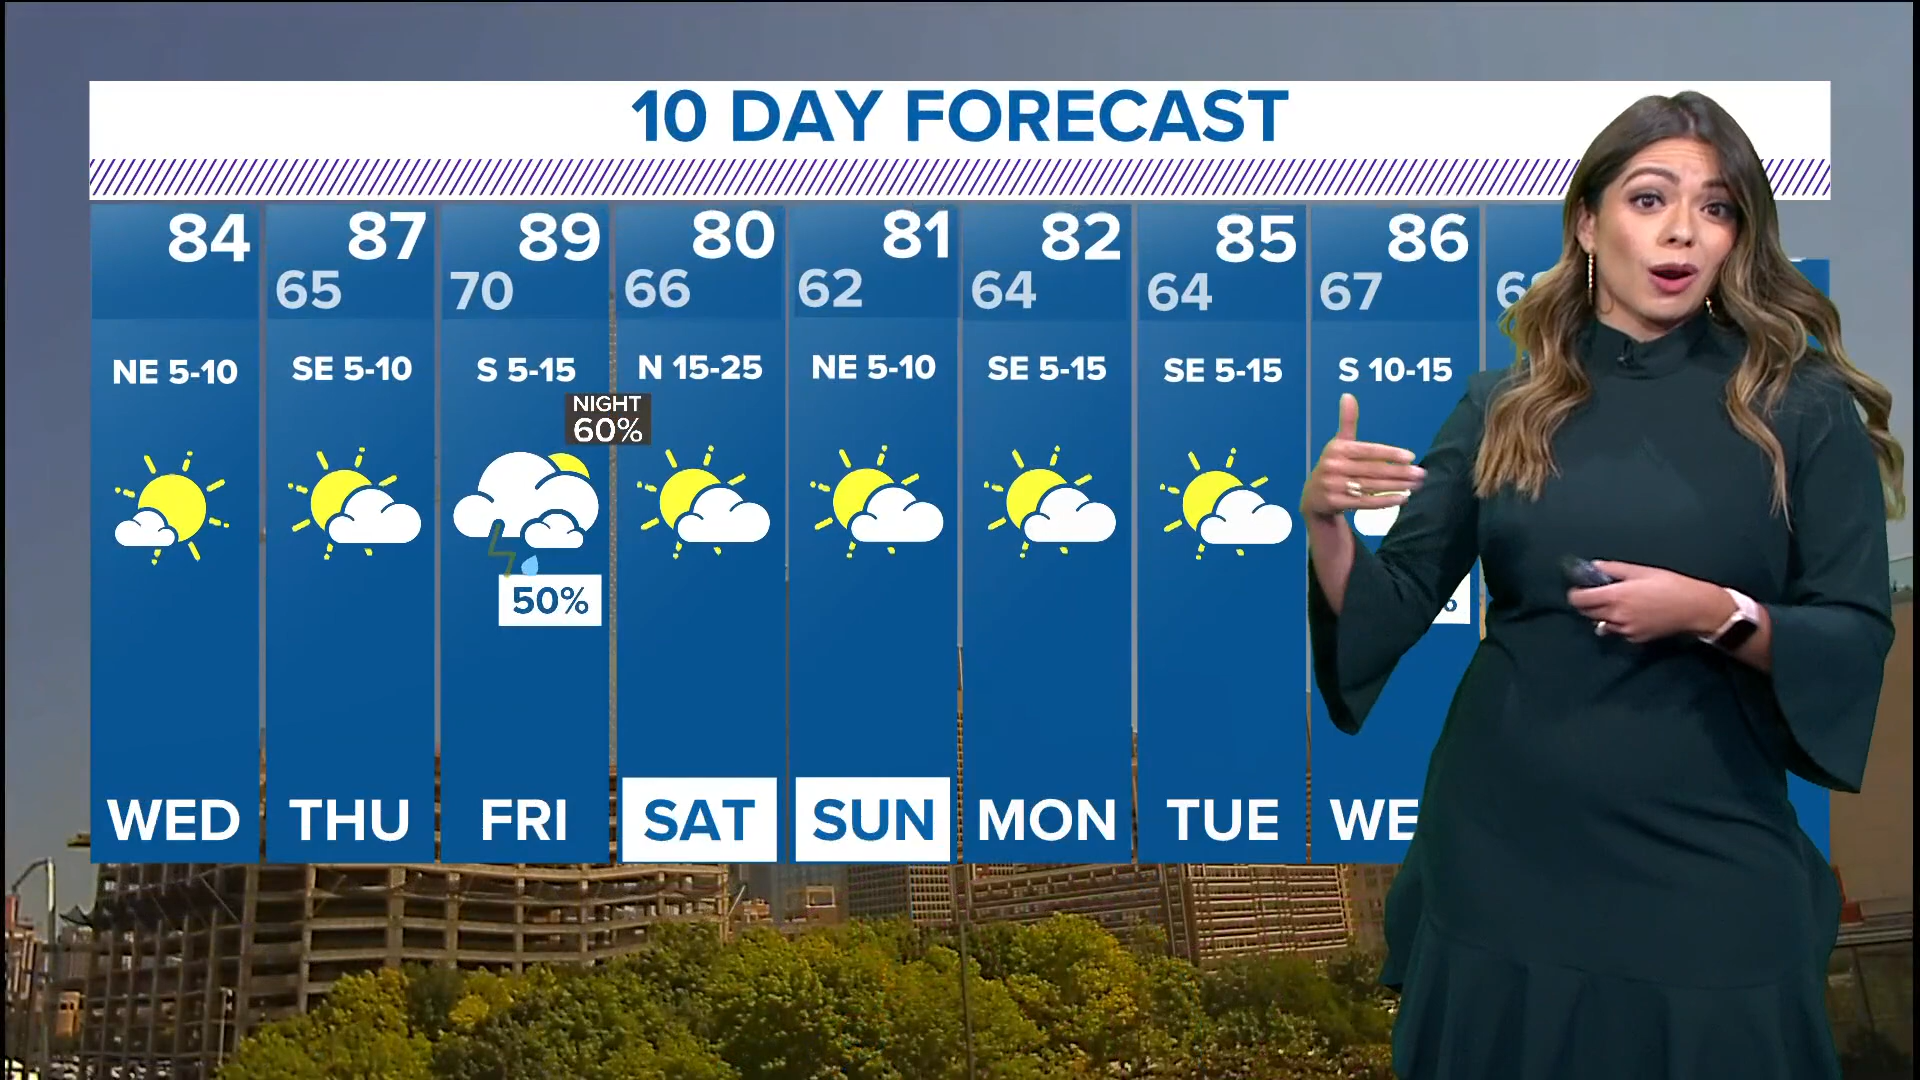 10 DAY FORECAST
84 87 89 80 81 82 85 86
65 70 66 62 64 64 67
NE 5-10 SE 5-10 S 5-15 N 15-25 NE 5-10 SE 5-15 SE 5-15 S 10-15
NIGHT
60%
50%
WED THU FRI SAT SUN MON TUE WE